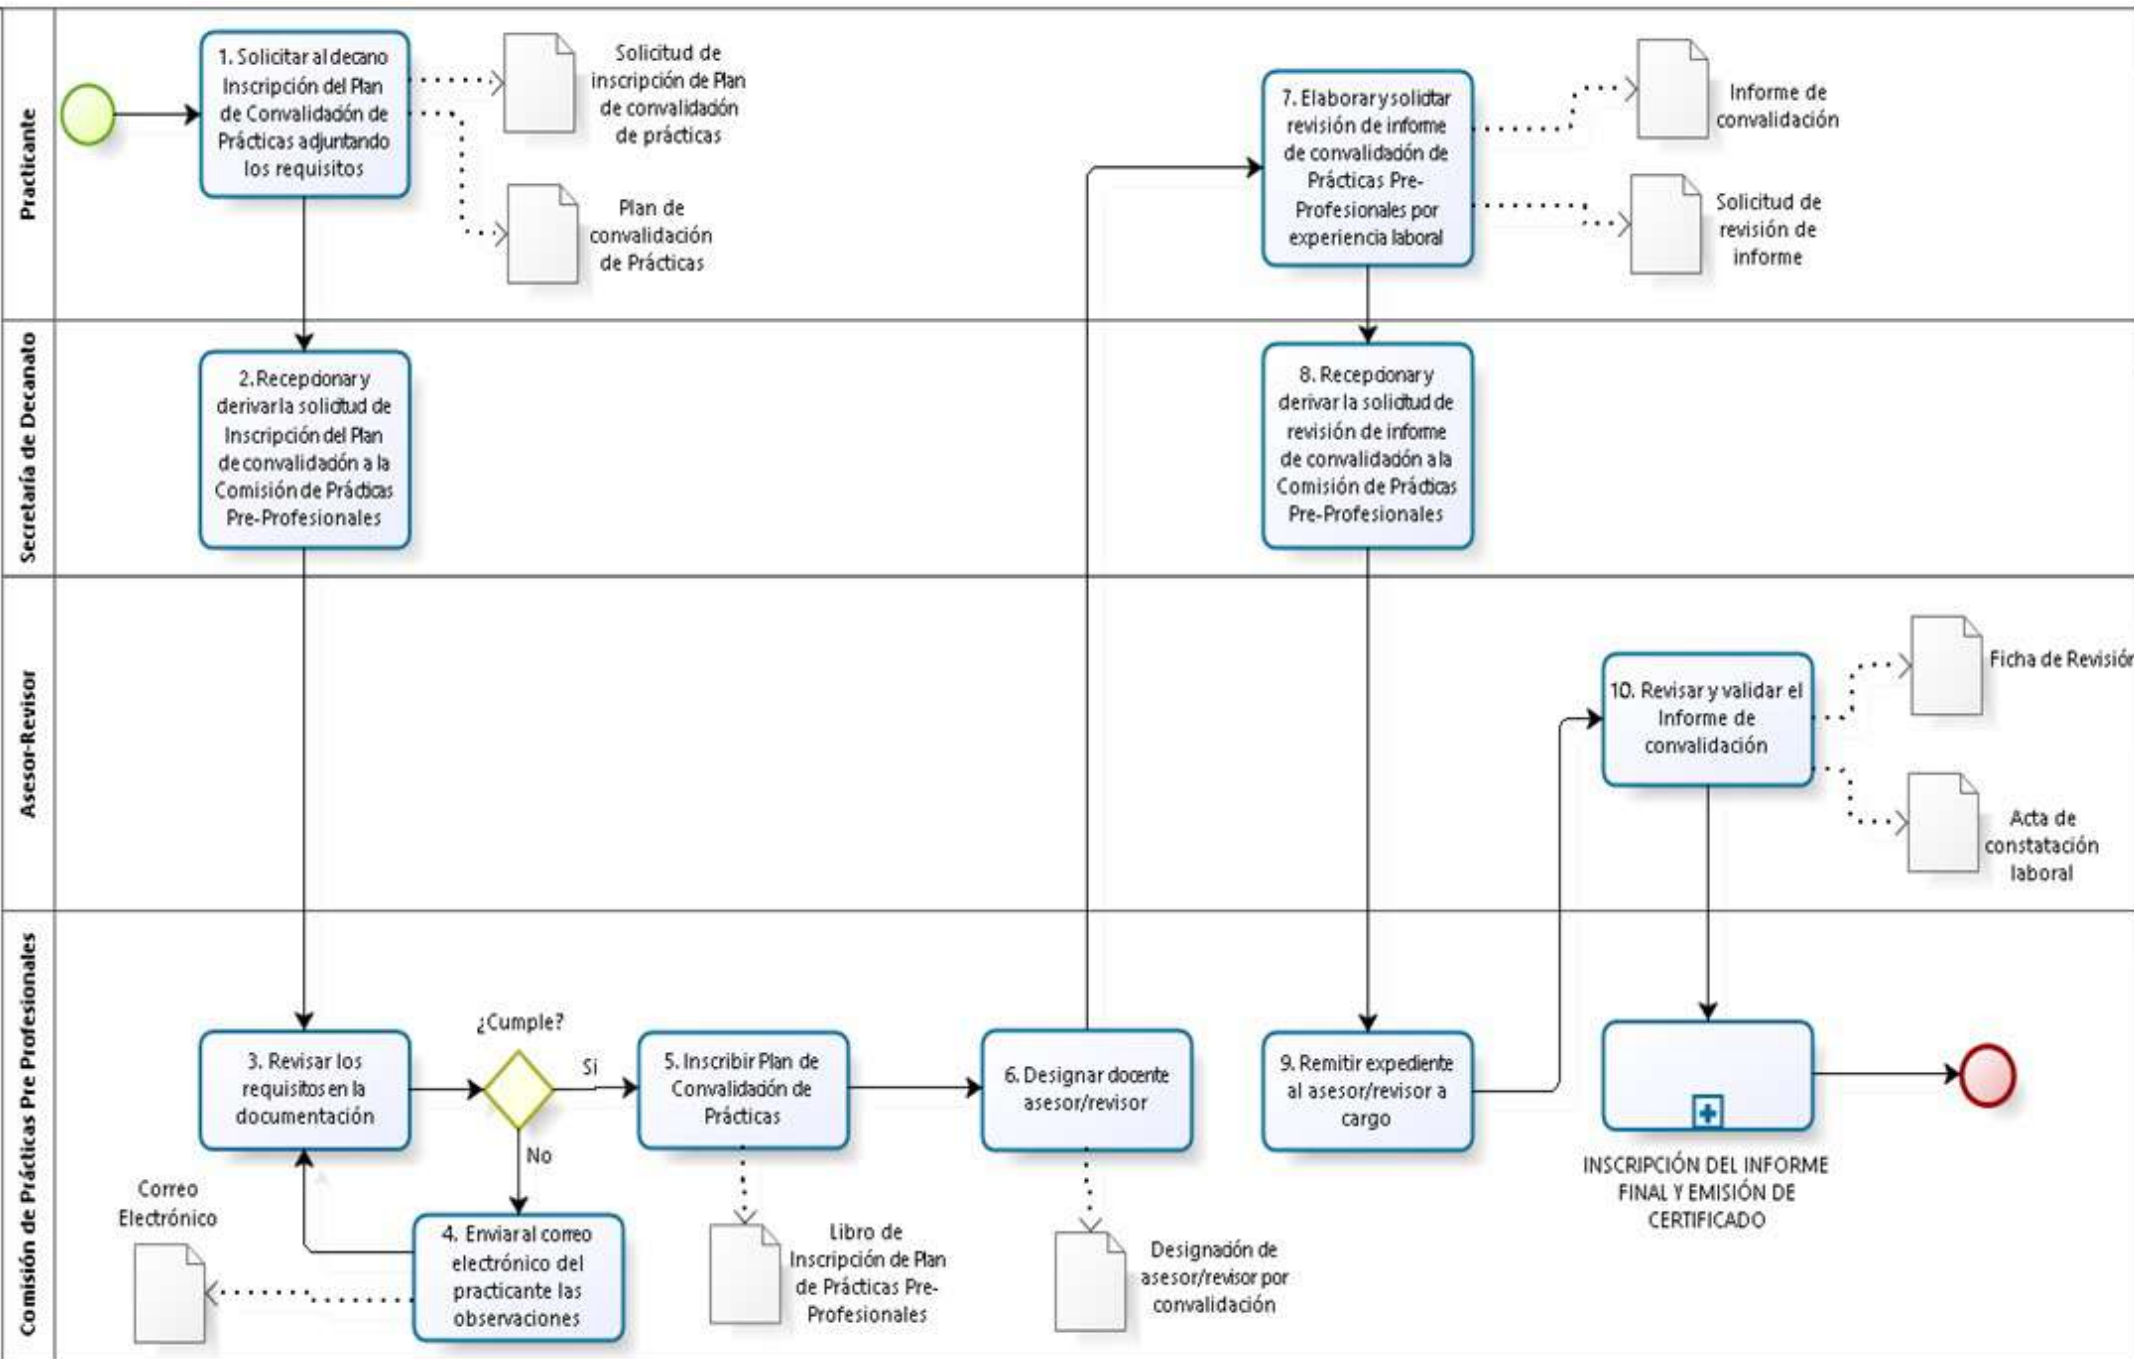 Practicante
1. Solicitar al decano
Inscripción del Plan
de Convalidación de
Prácticas adjuntando
los requisitos
Solicitud de
inscripción de Plan
de convalidación
de prácticas
Plan de
convalidación
de Prácticas
7. Elaborar y solicitar
revisión de informe
de convalidación de
Prácticas Pre-
Profesionales por
experiencia laboral
Informe de
convalidación
Solicitud de
revisión de
informe
Secretaría de Decanato
2. Recepcionar y
derivar la solicitud de
Inscripción del Plan
de convalidación a la
Comisión de Prácticas
Pre-Profesionales
8. Recepcionar y
derivar la solicitud de
revisión de informe
de convalidación a la
Comisión de Prácticas
Pre-Profesionales
Asesor-Revisor
10. Revisar y validar el
Informe de
convalidación
Ficha de Revisión
Acta de
constatación
laboral
Comisión de Prácticas Pre Profesionales
3. Revisar los
requisitos en la
documentación
¿Cumple?
Si
No
4. Enviar al correo
electrónico del
practicante las
observaciones
Correo
Electrónico
5. Inscribir Plan de
Convalidación de
Prácticas
Libro de
Inscripción de Plan
de Prácticas Pre-
Profesionales
6. Designar docente
asesor/revisor
Designación de
asesor/revisor por
convalidación
9. Remitir expediente
al asesor/revisor a
cargo
INSCRIPCIÓN DEL INFORME
FINAL Y EMISIÓN DE
CERTIFICADO